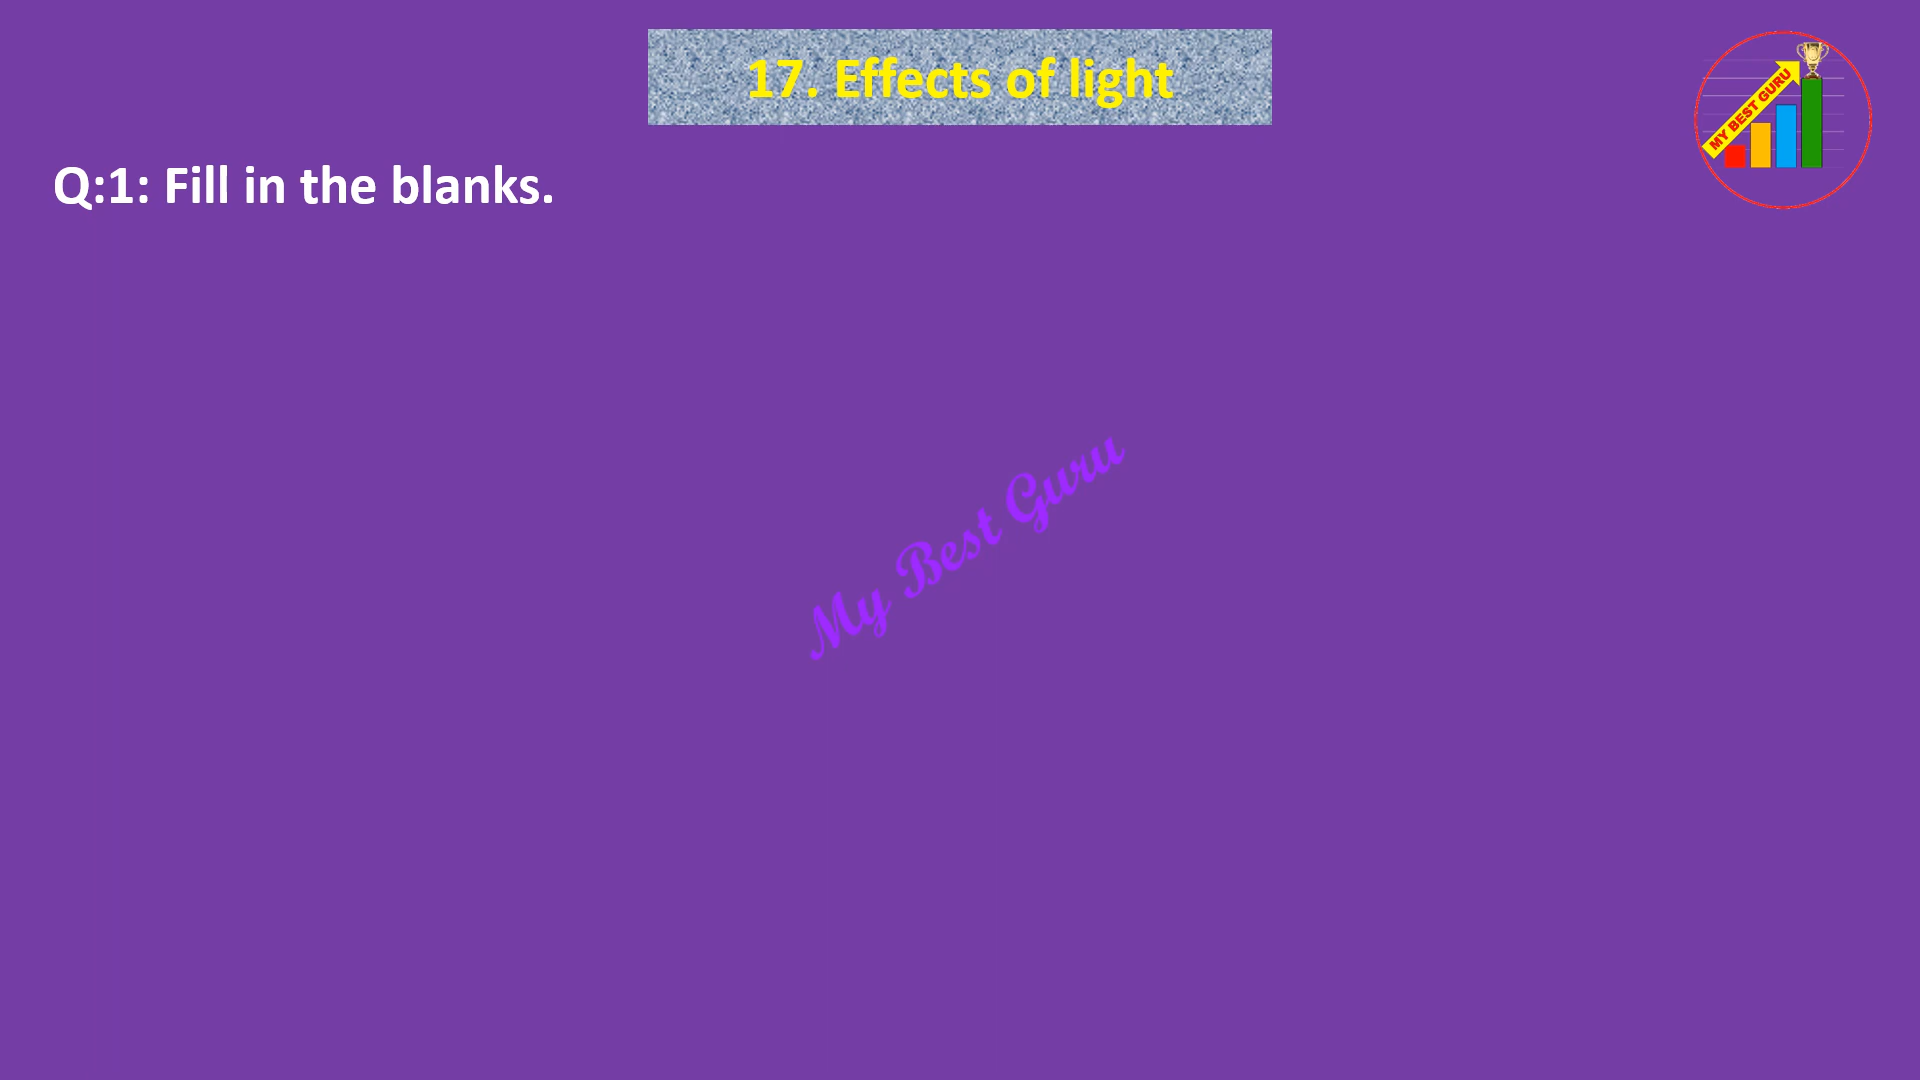 17. Effects of light
MY BEST GURU
Q:1: Fill in the blanks.
My Best Guru